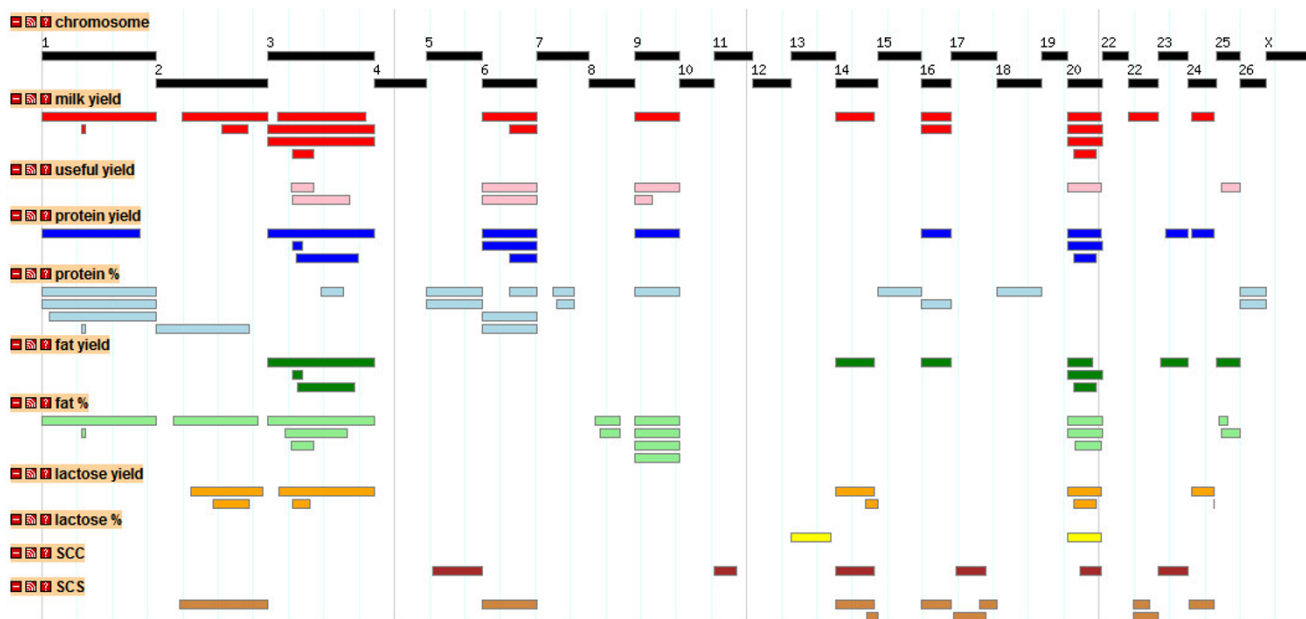 chromosome
1 3 5 7 9 11 13 15 17 19 22 23 25 X
2 4 6 8 10 12 14 16 18 20 22 24 26
milk yield
useful yield
protein yield
protein %
fat yield
fat %
lactose yield
lactose %
SCC
SCS